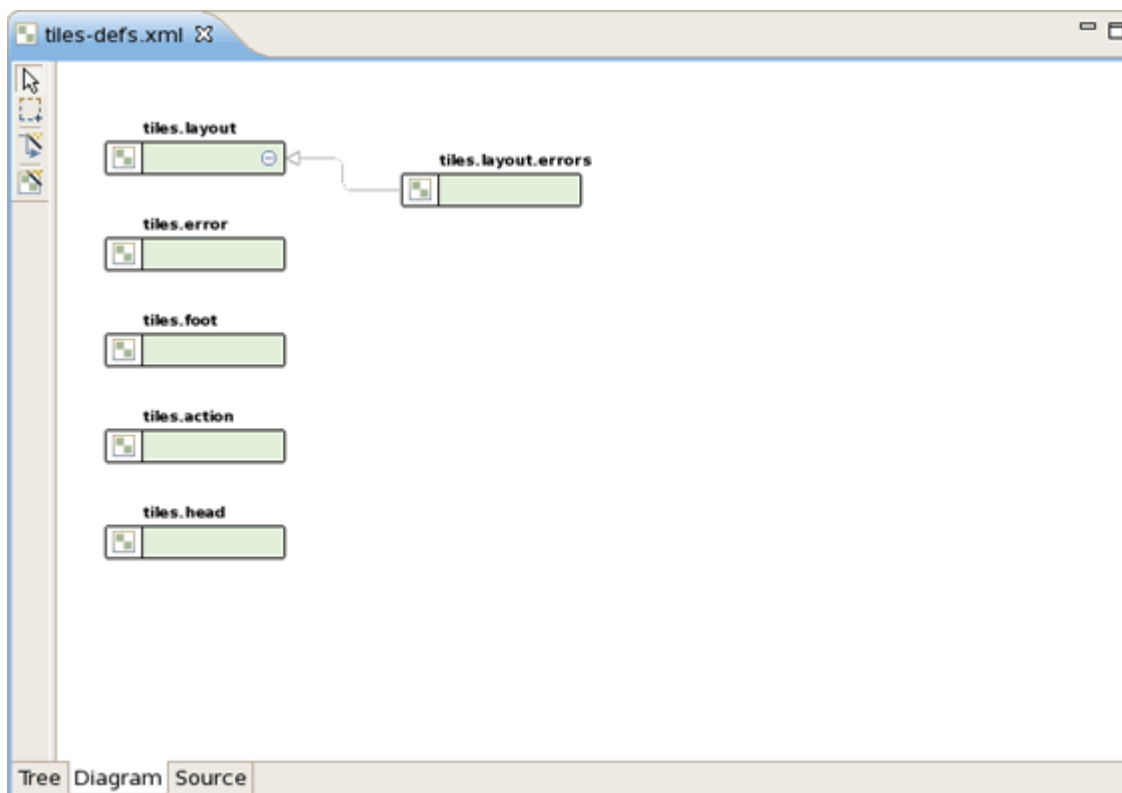 tiles-defs.xml
tiles.layout
tiles.layout.errors
tiles.error
tiles.foot
tiles.action
tiles.head
Tree Diagram Source